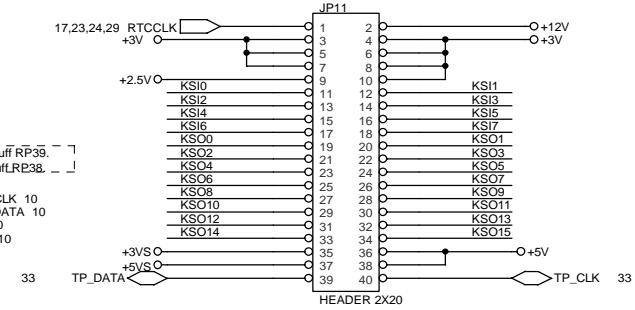 JP11
17,23,24,29 RTCCLK 1 2 +12V
+3V 3 4 +3V
5 6
7 8
+2.5V 9 10
KSI0 11 12 KSI1
KSI2 13 14 KSI3
KSI4 15 16 KSI5
KSI6 17 18 KSI7
KSO0 19 20 KSO1
KSO2 21 22 KSO3
KSO4 23 24 KSO5
KSO6 25 26 KSO7
KSO8 27 28 KSO9
KSO10 29 30 KSO11
KSO12 31 32 KSO13
KSO14 33 34 KSO15
+3VS 35 36 +5V
+5VS 37 38
33 TP_DATA 39 40 TP_CLK 33
HEADER 2X20
RP39.
RP38
10
10